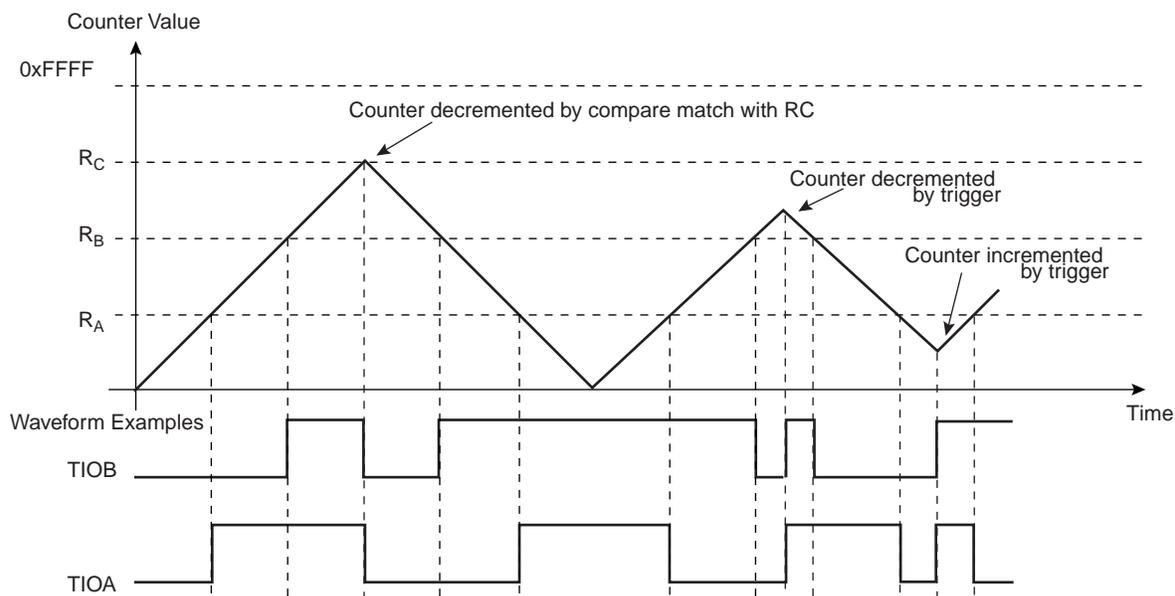 Counter Value
0xFFFF
Counter decremented by compare match with RC
RC
Counter decremented
by trigger
RB
Counter incremented
by trigger
RA
Time
Waveform Examples
TIOB
TIOA